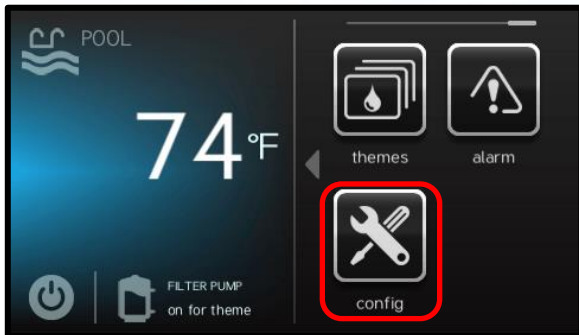 POOL
74°F
FILTER PUMP
on for theme
themes
alarm
config